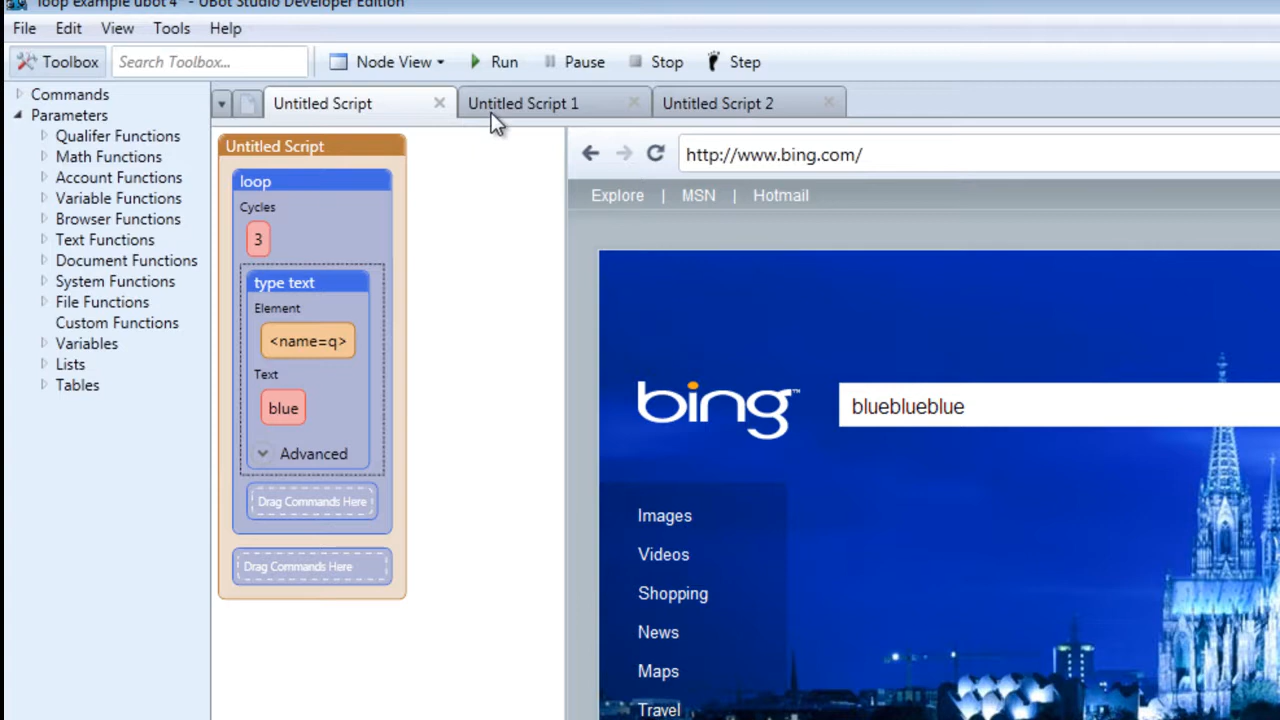 loop example ubot 4 - UBot Studio Developer Edition
File Edit View Tools Help
Toolbox Search Toolbox... Node View Run Pause Stop Step
Commands
Parameters
Qualifer Functions
Math Functions
Account Functions
Variable Functions
Browser Functions
Text Functions
Document Functions
System Functions
File Functions
Custom Functions
Variables
Lists
Tables
Untitled Script Untitled Script 1 Untitled Script 2
Untitled Script
loop
Cycles
3
type text
Element
<name=q>
Text
blue
Advanced
Drag Commands Here
Drag Commands Here
http://www.bing.com/
Explore | MSN | Hotmail
bing™
blueblueblue
Images
Videos
Shopping
News
Maps
Travel